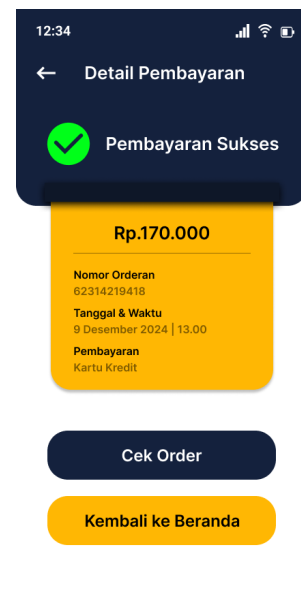 12:34
Detail Pembayaran
Pembayaran Sukses
Rp.170.000
Nomor Orderan
62314219418
Tanggal & Waktu
9 Desember 2024 | 13.00
Pembayaran
Kartu Kredit
Cek Order
Kembali ke Beranda